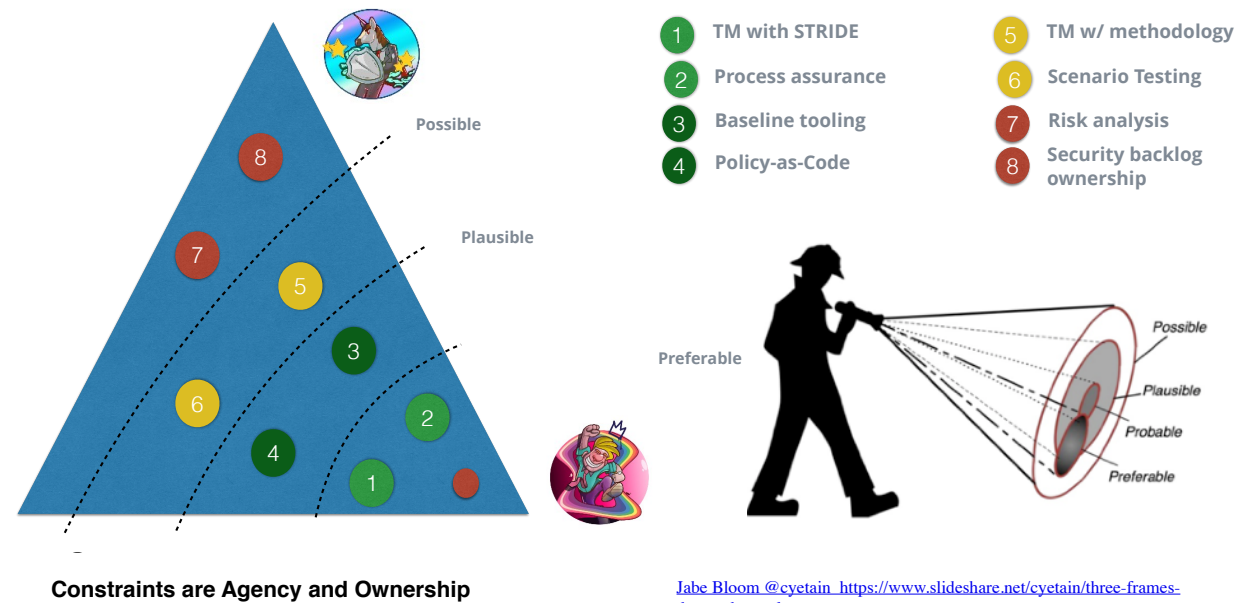 1 TM with STRIDE
2 Process assurance
3 Baseline tooling
4 Policy-as-Code
5 TM w/ methodology
6 Scenario Testing
7 Risk analysis
8 Security backlog
ownership
Possible
Plausible
8
7
5
3
6
2
4
1
Preferable
Possible
Plausible
Probable
Preferable
Constraints are Agency and Ownership
Jabe Bloom @cyetain https://www.slideshare.net/cyetain/three-frames-